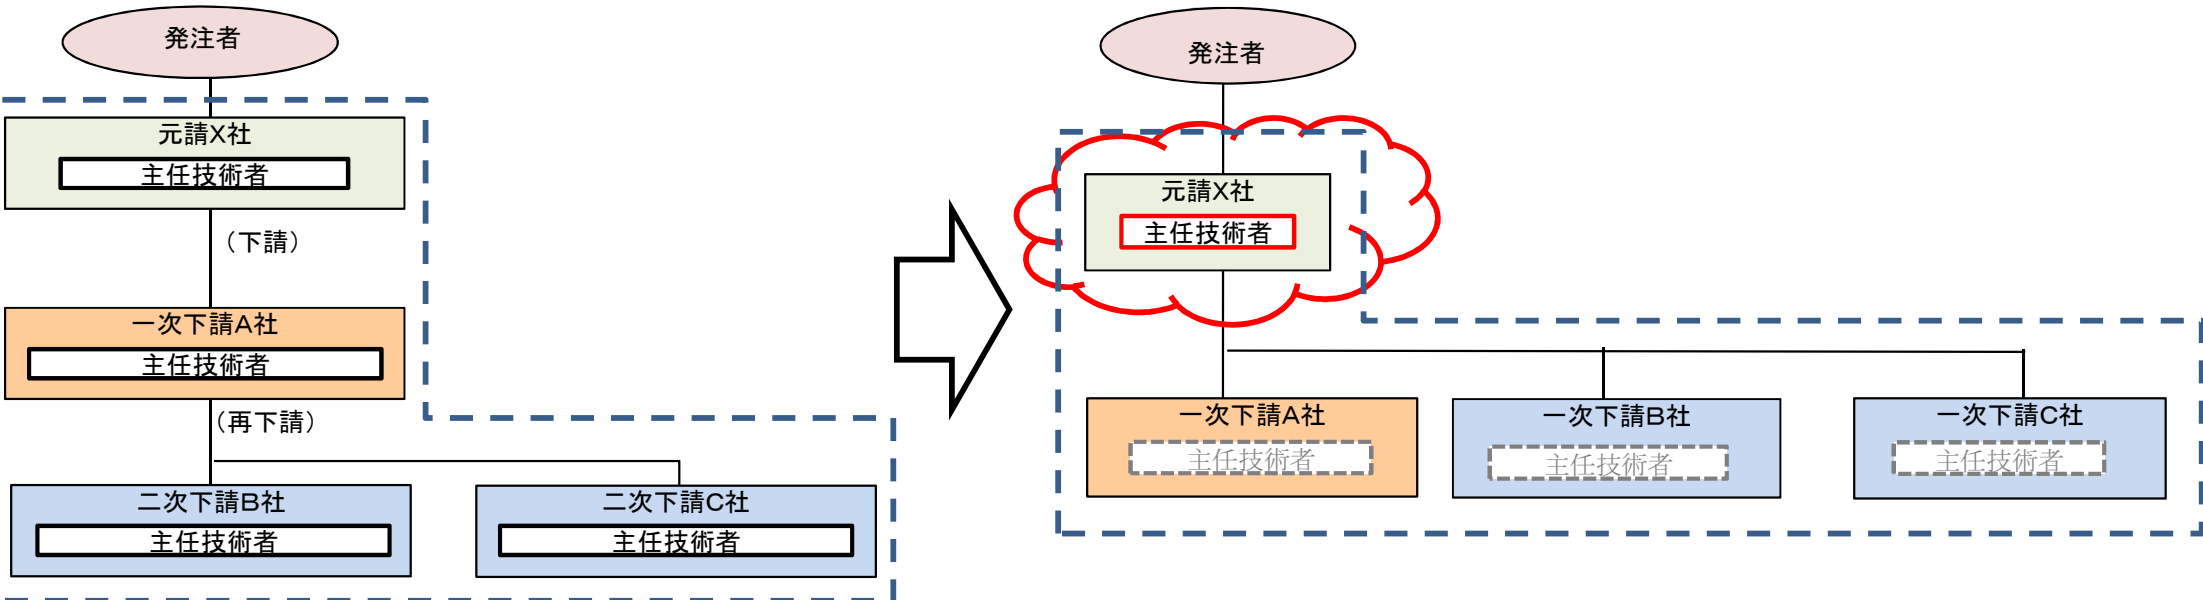 発注者
元請X社
主任技術者
（下請）
一次下請A社
主任技術者
（再下請）
二次下請B社
主任技術者
二次下請C社
主任技術者
発注者
元請X社
主任技術者
一次下請A社
主任技術者
一次下請B社
主任技術者
一次下請C社
主任技術者